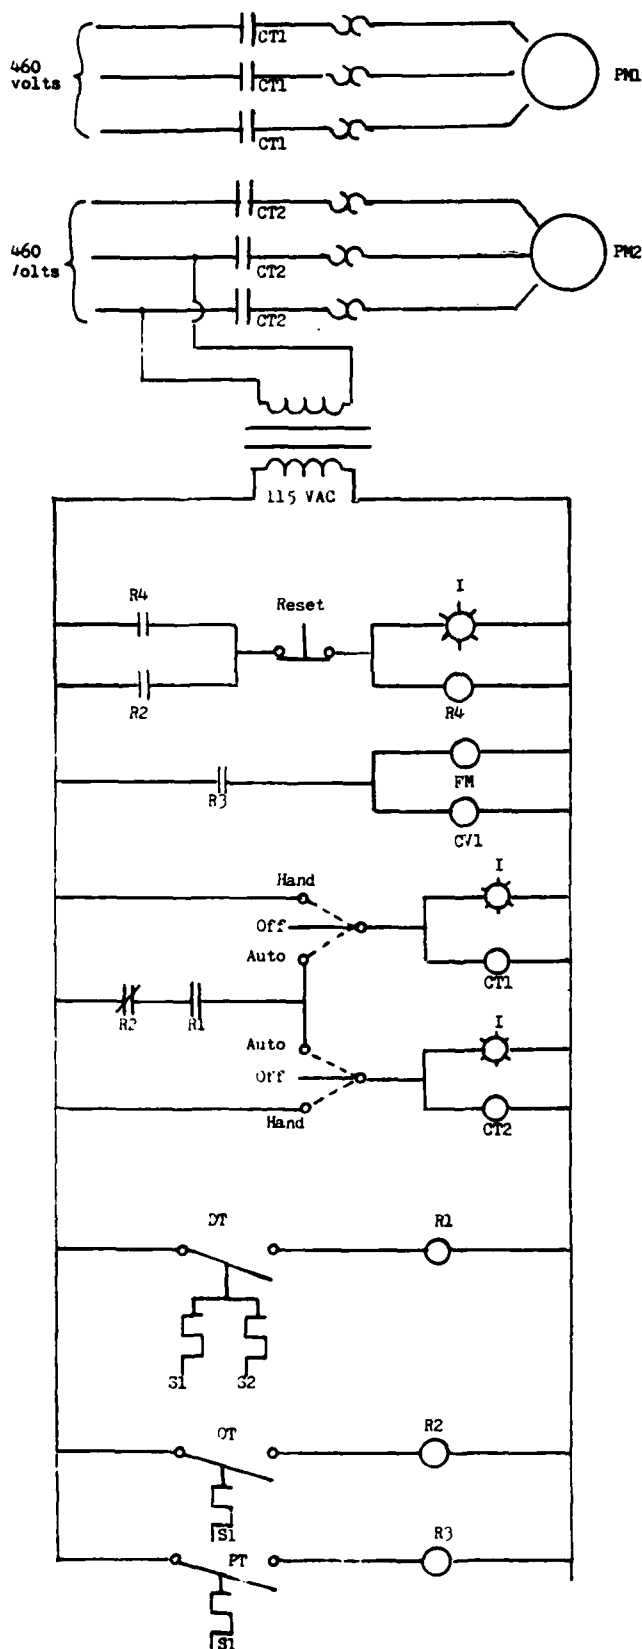 CT1
460
volts
CT1
PM1
CT1
CT2
460
/olts
CT2
PM2
CT2
115 VAC
R4
Reset
I
R2
R4
R3
FM
CV1
Hand
I
Off
Auto
CT1
R2
R1
Auto
I
Off
Hand
CT2
DT
R1
S1
S2
OT
R2
S1
PT
R3
S1